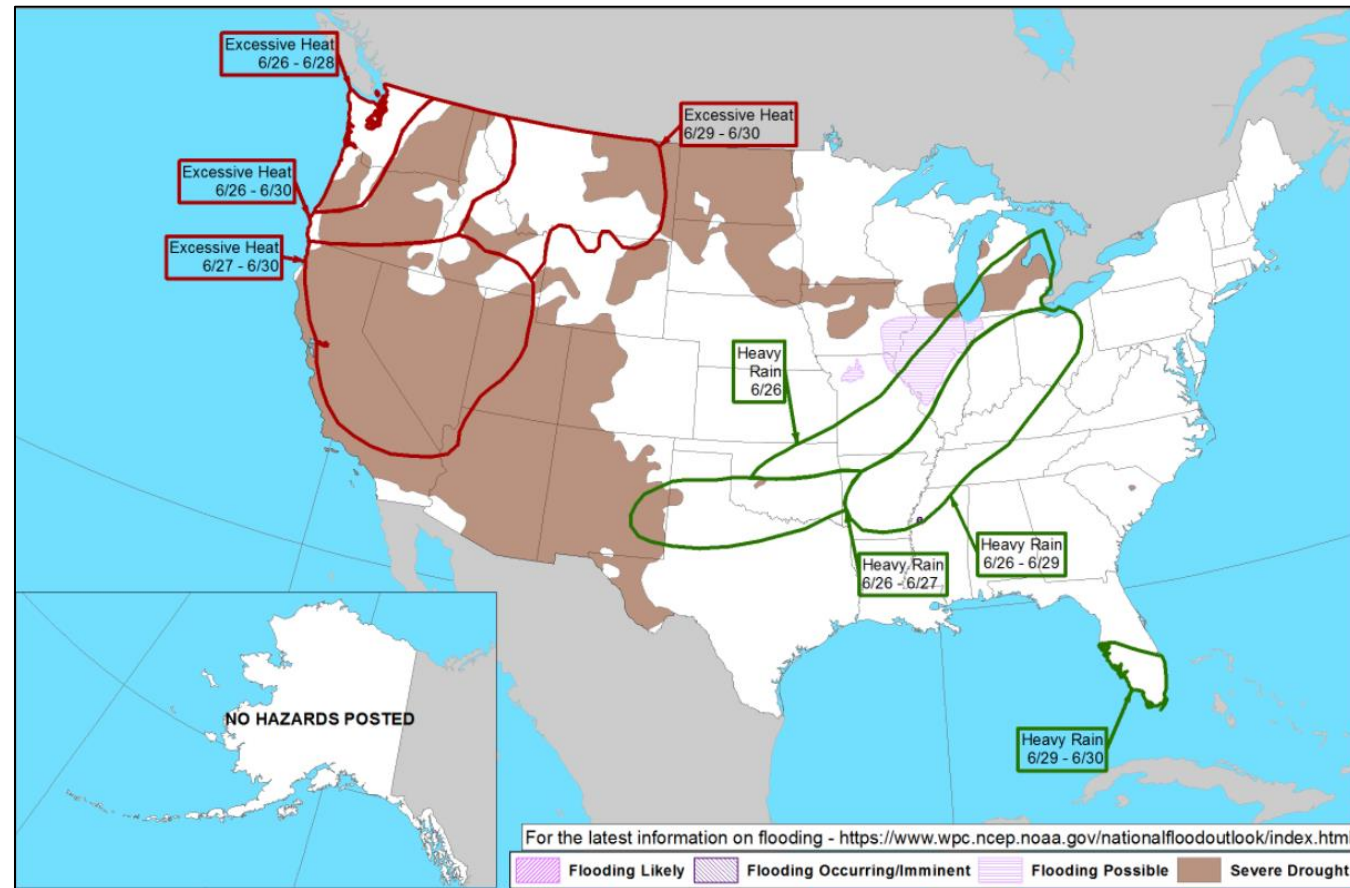 Excessive Heat
6/26 - 6/28
Excessive Heat
6/29 - 6/30
Excessive Heat
6/26 - 6/30
Excessive Heat
6/27 - 6/30
Heavy
Rain
6/26
Heavy Rain
6/26 - 6/29
Heavy Rain
6/26 - 6/27
NO HAZARDS POSTED
Heavy Rain
6/29 - 6/30
For the latest information on flooding - https://www.wpc.ncep.noaa.gov/nationalfloodoutlook/index.html
Flooding Likely Flooding Occurring/Imminent Flooding Possible Severe Drought